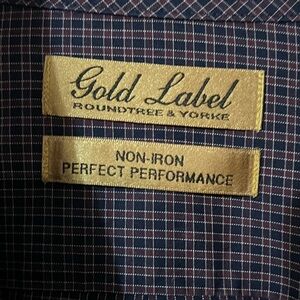 Gold Label
ROUNDTREE & YORKE
NON-IRON
PERFECT PERFORMANCE